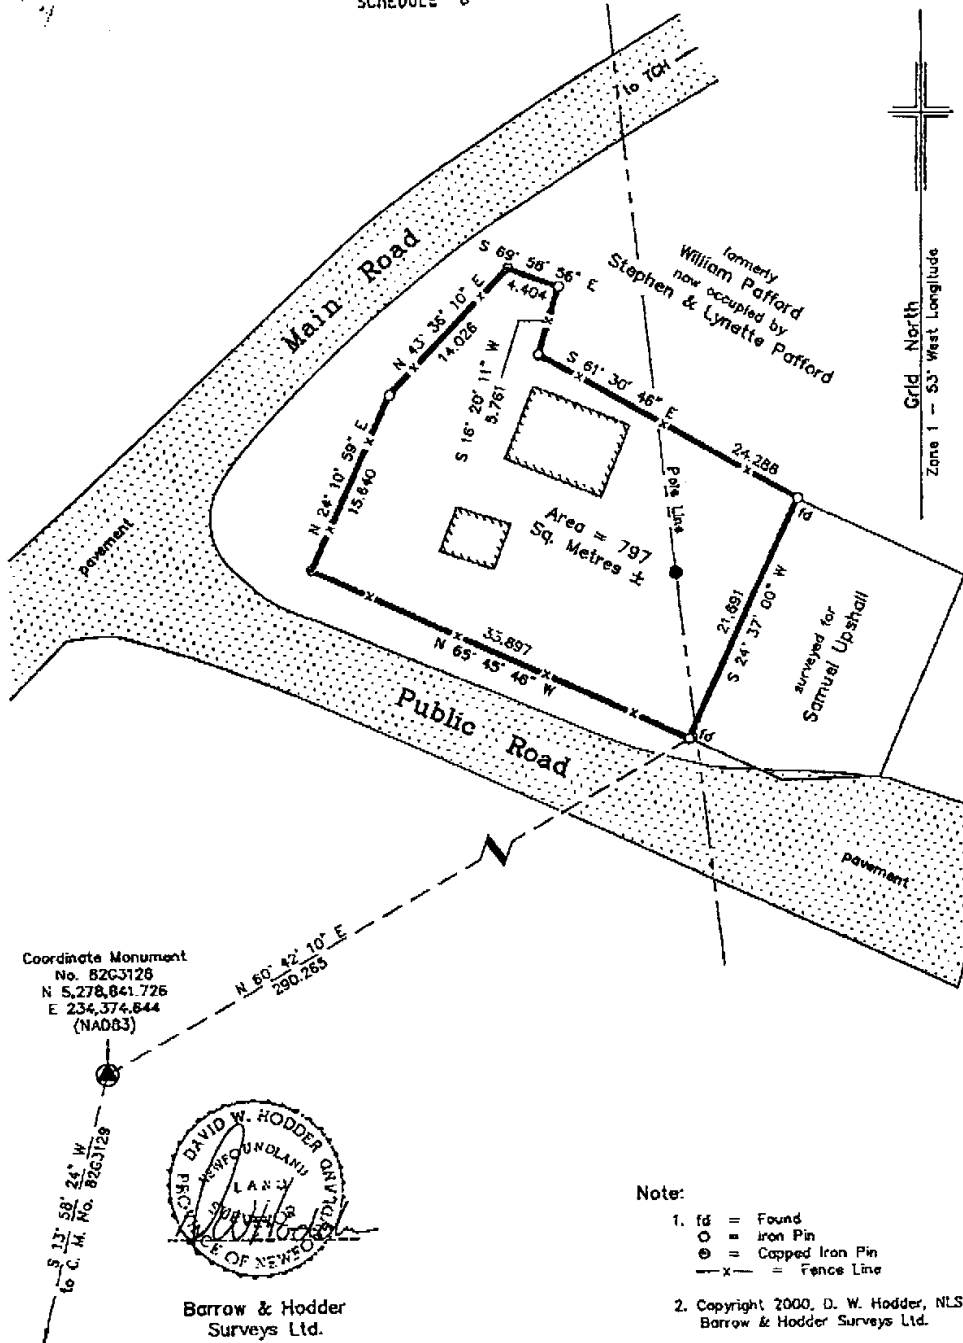 SCHEDULE "B"
to TCH
Main Road
formerly
William Pafford
now occupied by
Stephen & Lynette Pafford
Grid North
Zone 1 - 53° West Longitude
S 69° 58' 56" E
4.404
N 43° 36' 10" E
14.026
S 16° 20' 11" W
5.761
S 61° 30' 46" E
24.288
N 24° 10' 59" E
15.640
Pole Line
Area = 797
Sq. Metres ±
fd
pavement
21.691
S 24° 37' 00" W
surveyed for
Samuel Upshall
33.897
N 65° 45' 46" W
fd
Public Road
pavement
N 60° 42' 10" E
290.265
Coordinate Monument
No. 82G3128
N 5,278,641.726
E 234,374.644
(NAD83)
S 13° 58' 24" W
to C. M. No. 82G3129
DAVID W. HODDER
NEWFOUNDLAND
LAND
SURVEYOR
PROVINCE OF NEWFOUNDLAND
Barrow & Hodder
Surveys Ltd.
Note:
1. fd = Found
O = Iron Pin
= Capped Iron Pin
—x— = Fence Line
2. Copyright 2000, D. W. Hodder, NLS
Barrow & Hodder Surveys Ltd.